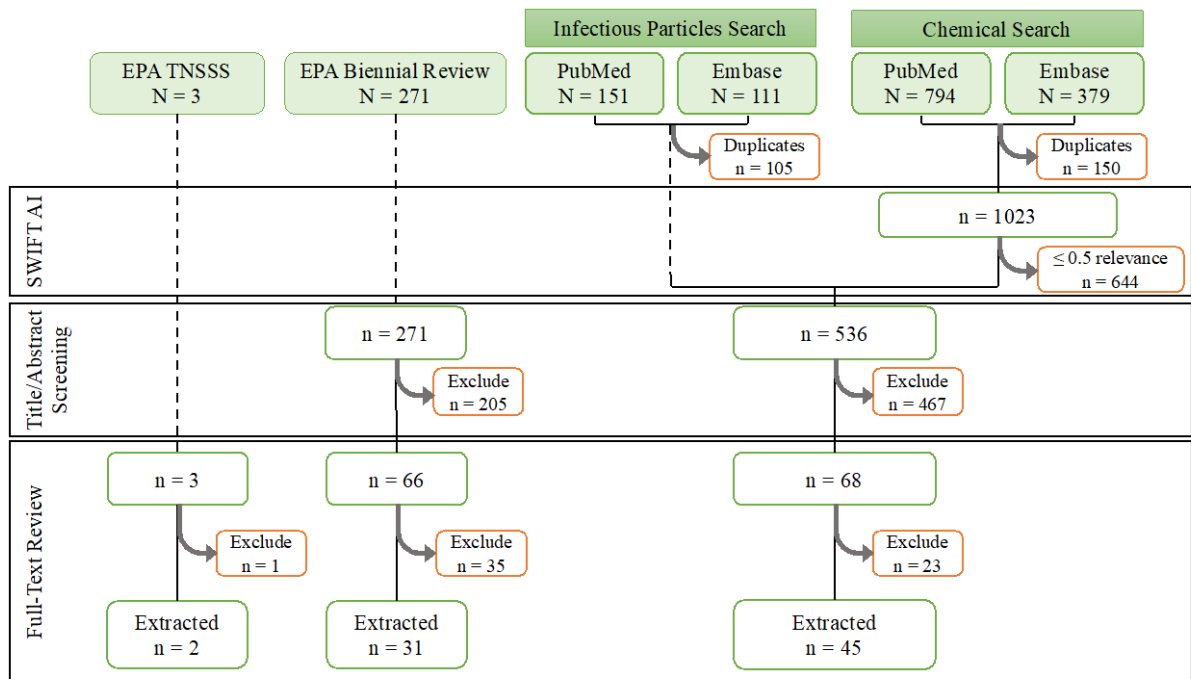 Infectious Particles Search
Chemical Search
EPA TNSSS
N = 3
EPA Biennial Review
N = 271
PubMed
N = 151
Embase
N = 111
PubMed
N = 794
Embase
N = 379
Duplicates
n = 105
Duplicates
n = 150
SWIFT AI
n = 1023
≤ 0.5 relevance
n = 644
Title/Abstract
Screening
n = 271
n = 536
Exclude
n = 205
Exclude
n = 467
Full-Text Review
n = 3
n = 66
n = 68
Exclude
n = 1
Exclude
n = 35
Exclude
n = 23
Extracted
n = 2
Extracted
n = 31
Extracted
n = 45